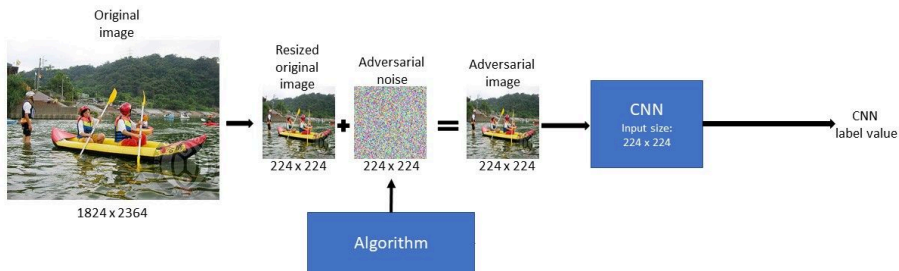 Original
image
1824 x 2364
Resized
original
image
224 x 224
Adversarial
noise
224 x 224
Adversarial
image
224 x 224
Algorithm
CNN
Input size:
224 x 224
CNN
label value